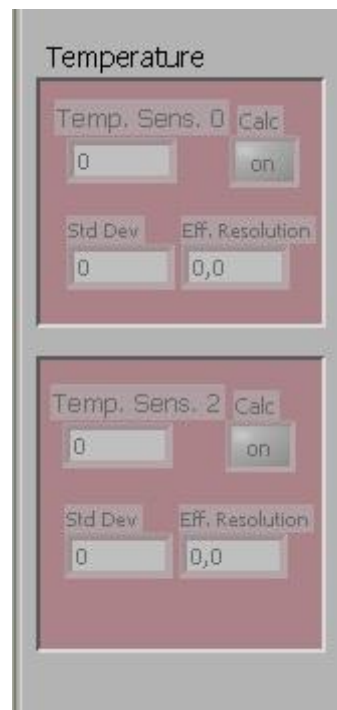 Temperature
Temp. Sens. 0 Calc
0 on
Std Dev Eff. Resolution
0 0,0
Temp. Sens. 2 Calc
0 on
Std Dev Eff. Resolution
0 0,0